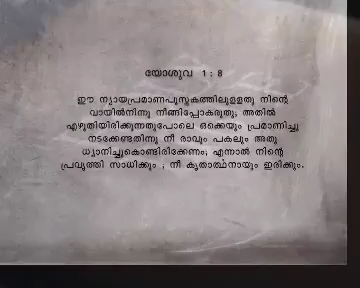 യോശുവ 1:8
ഈ ന്യായപ്രമാണപുസ്തകത്തിലുളളതു നിന്റെ
വായിൽനിന്നു നീങ്ങിപ്പോകരുതു; അതിൽ
എഴുതിയിരിക്കുന്നതുപോലെ ഒക്കെയും പ്രമാണിച്ചു
നടക്കേണ്ടതിന്നു നീ രാവും പകലും അതു
ധ്യാനിച്ചുകൊണ്ടിരിക്കേണം; എന്നാൽ നിന്റെ
പ്രവൃത്തി സാധിക്കും ; നീ കൃതാർത്ഥനായും ഇരിക്കും.